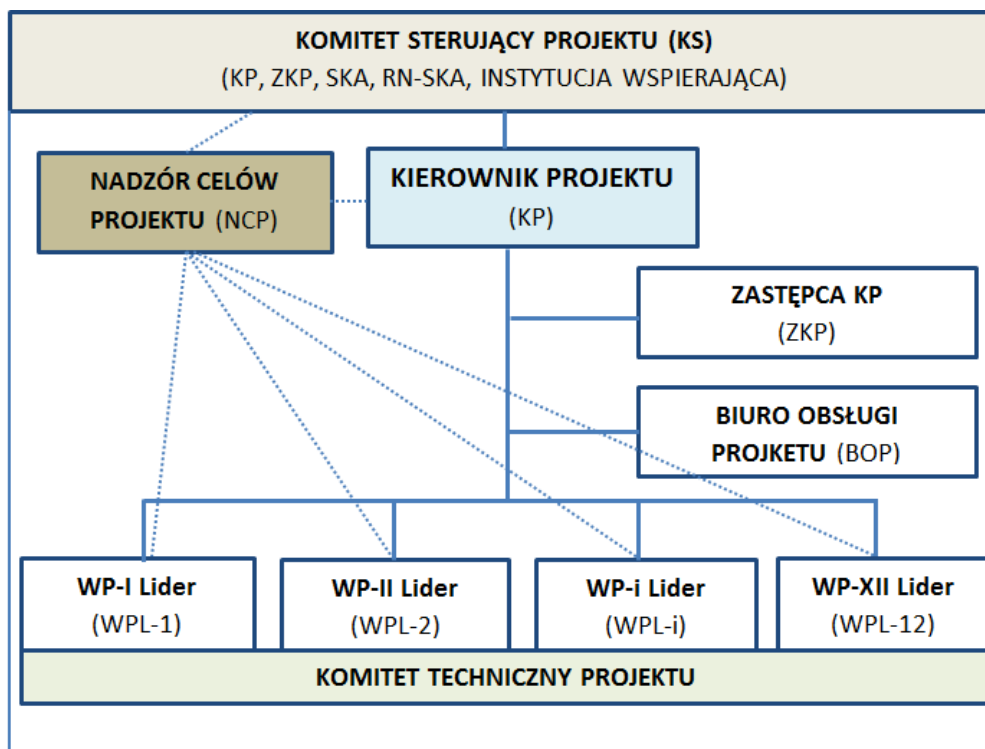 KOMITET STERUJĄCY PROJEKTU (KS)
(KP, ZKP, SKA, RN-SKA, INSTYTUCJA WSPIERAJĄCA)
NADZÓR CELÓW
PROJEKTU (NCP)
KIEROWNIK PROJEKTU
(KP)
ZASTĘPCA KP
(ZKP)
BIURO OBSŁUGI
PROJKETU (BOP)
WP-I Lider
(WPL-1)
WP-II Lider
(WPL-2)
WP-i Lider
(WPL-i)
WP-XII Lider
(WPL-12)
KOMITET TECHNICZNY PROJEKTU